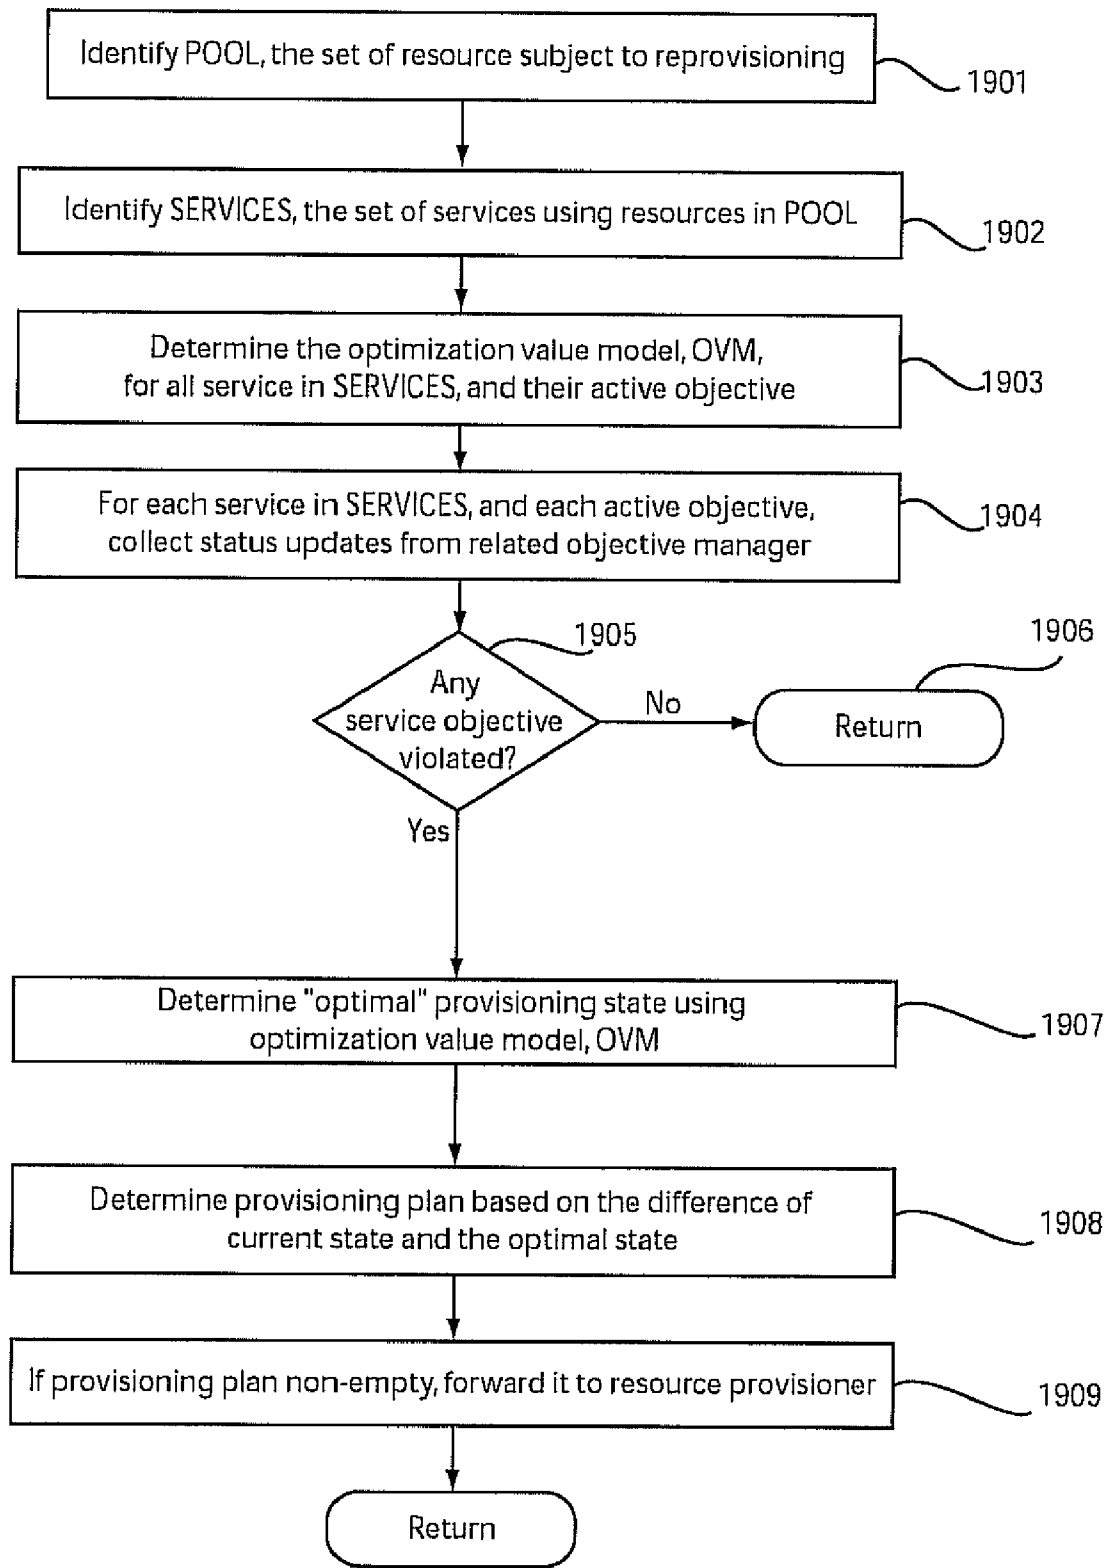 Identify POOL, the set of resource subject to reprovisioning
1901
Identify SERVICES, the set of services using resources in POOL
1902
Determine the optimization value model, OVM,
for all service in SERVICES, and their active objective
1903
For each service in SERVICES, and each active objective,
collect status updates from related objective manager
1904
1905
Any
service objective
violated?
No
1906
Return
Yes
Determine "optimal" provisioning state using
optimization value model, OVM
1907
Determine provisioning plan based on the difference of
current state and the optimal state
1908
If provisioning plan non-empty, forward it to resource provisioner
1909
Return